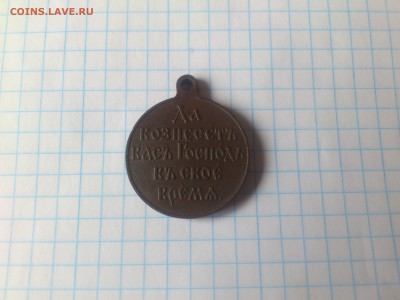 COINS.LAVE.RU
Да
вознесетъ
васъ Господь
въ свое
время.